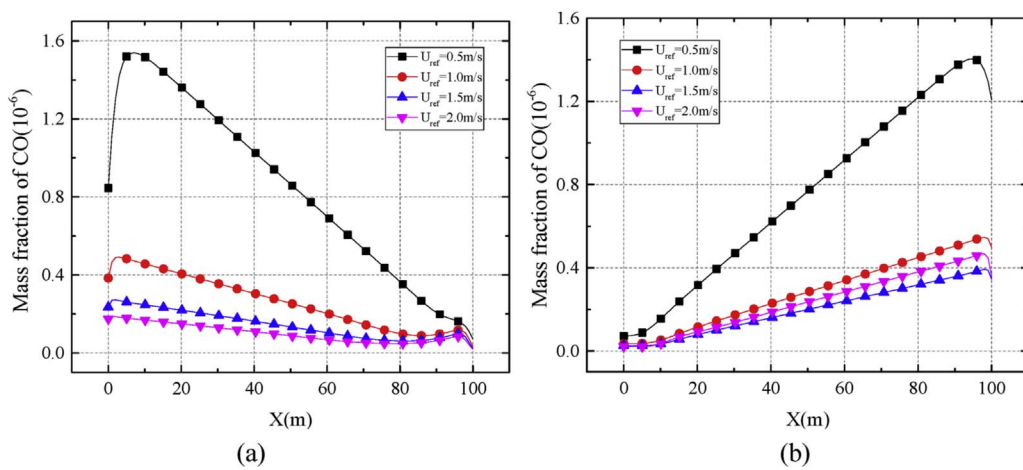 1.6
1.2
0.8
0.4
0.0
Mass fraction of CO(10⁻⁶)
U_ref=0.5m/s
U_ref=1.0m/s
U_ref=1.5m/s
U_ref=2.0m/s
0 20 40 60 80 100
X(m)
(a)
1.6
1.2
0.8
0.4
0.0
Mass fraction of CO(10⁻⁶)
U_ref=0.5m/s
U_ref=1.0m/s
U_ref=1.5m/s
U_ref=2.0m/s
0 20 40 60 80 100
X(m)
(b)